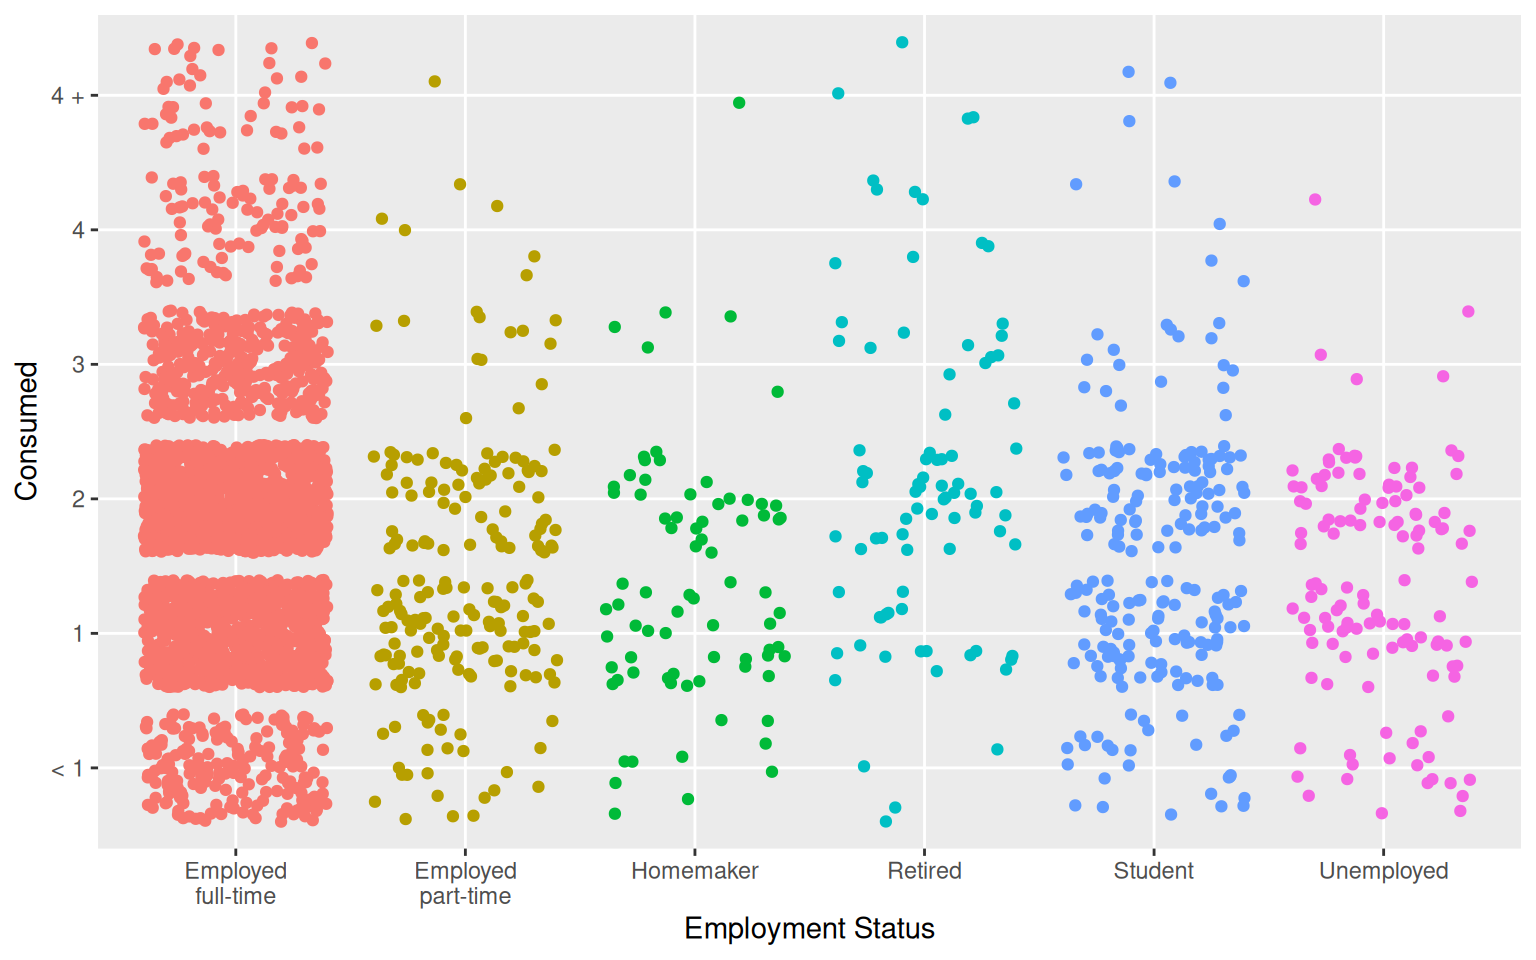 4 +
4
3
2
1
< 1
Consumed
Employed
full-time
Employed
part-time
Homemaker
Retired
Student
Unemployed
Employment Status